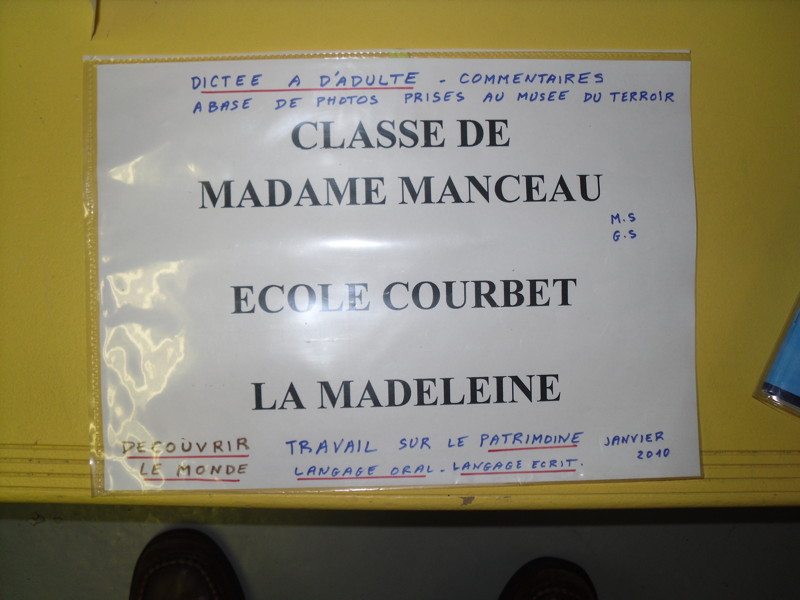 DICTEE A D'ADULTE - COMMENTAIRES
A BASE DE PHOTOS PRISES AU MUSEE DU TERROIR
CLASSE DE
MADAME MANCEAU
M.S
G.S
ECOLE COURBET
LA MADELEINE
DECOUVRIR
LE MONDE
TRAVAIL SUR LE PATRIMOINE
LANGAGE ORAL - LANGAGE ECRIT.
JANVIER
2010